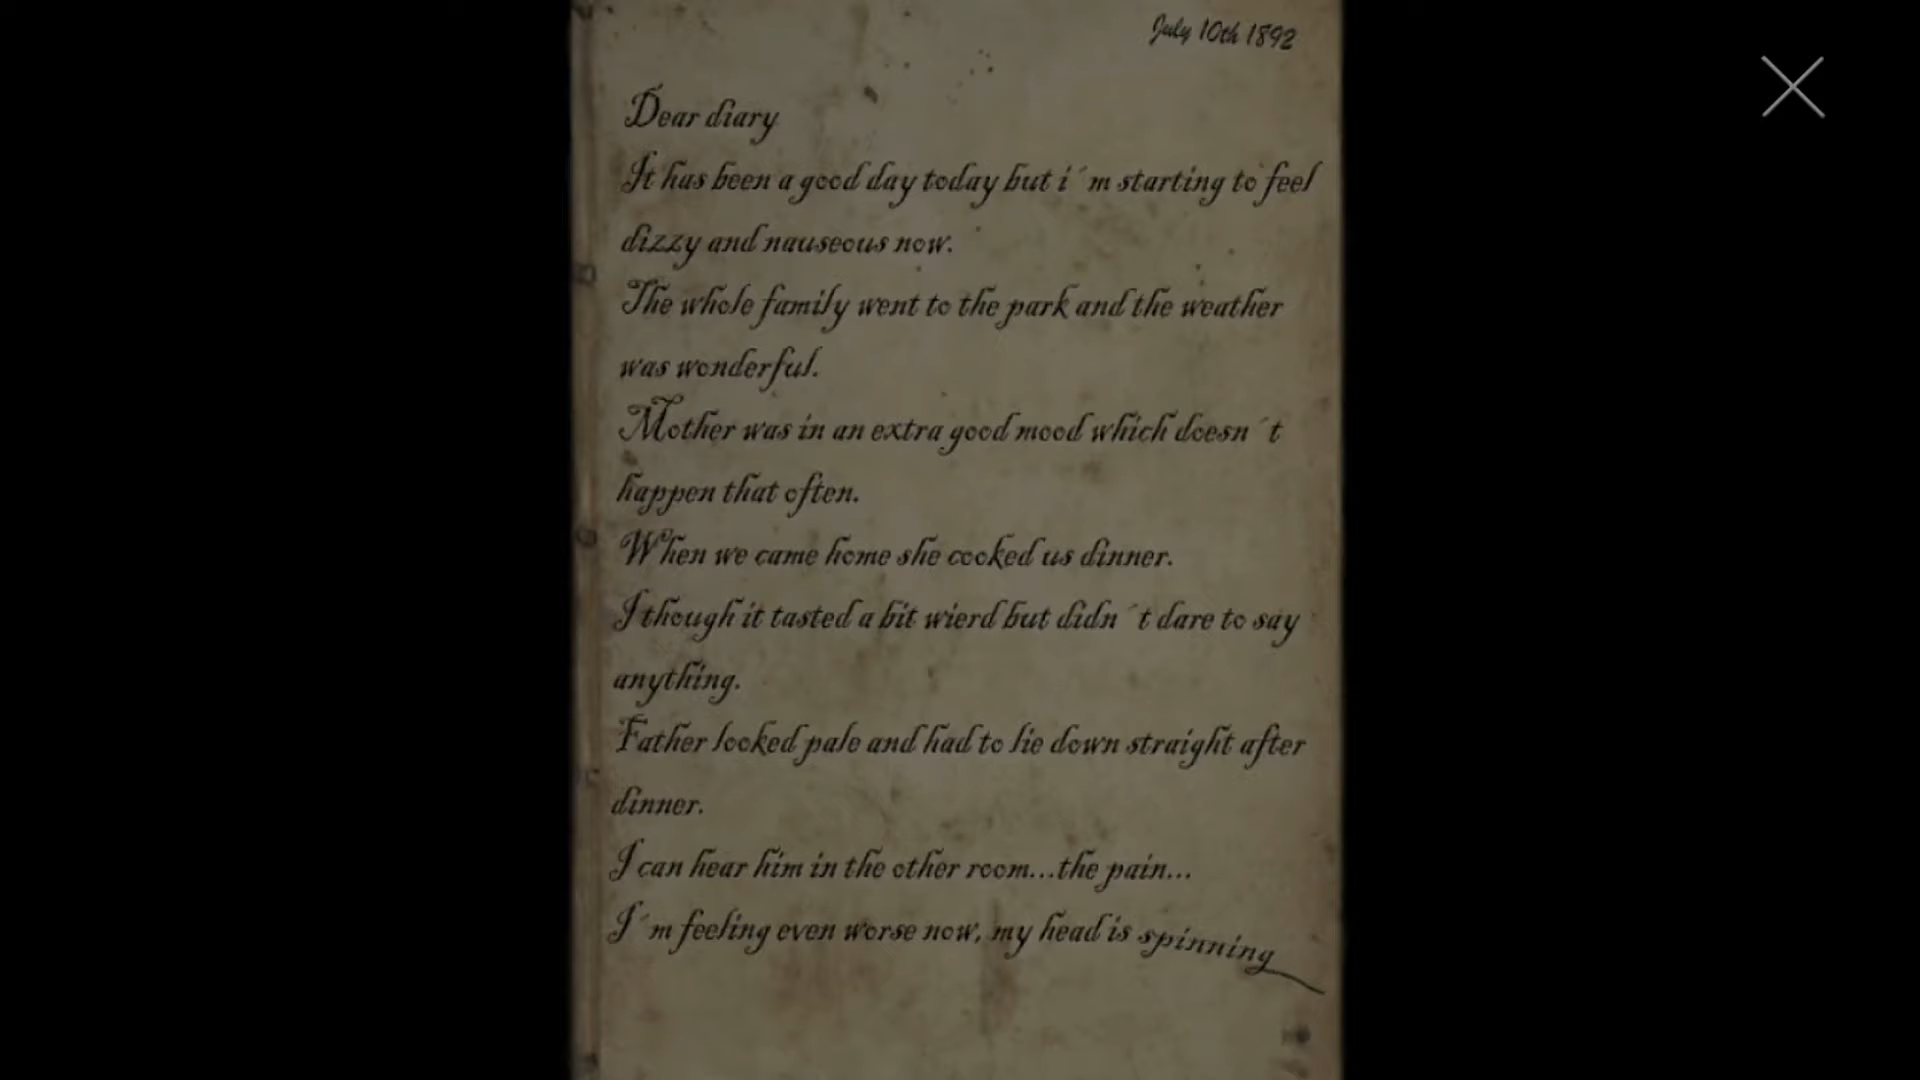 July 10th 1892
Dear diary
It has been a good day today but i´m starting to feel
dizzy and nauseous now.
The whole family went to the park and the weather
was wonderful.
Mother was in an extra good mood which doesn´t
happen that often.
When we came home she cooked us dinner.
I though it tasted a bit wierd but didn´t dare to say
anything.
Father looked pale and had to lie down straight after
dinner.
I can hear him in the other room...the pain...
I´m feeling even worse now, my head is spinning